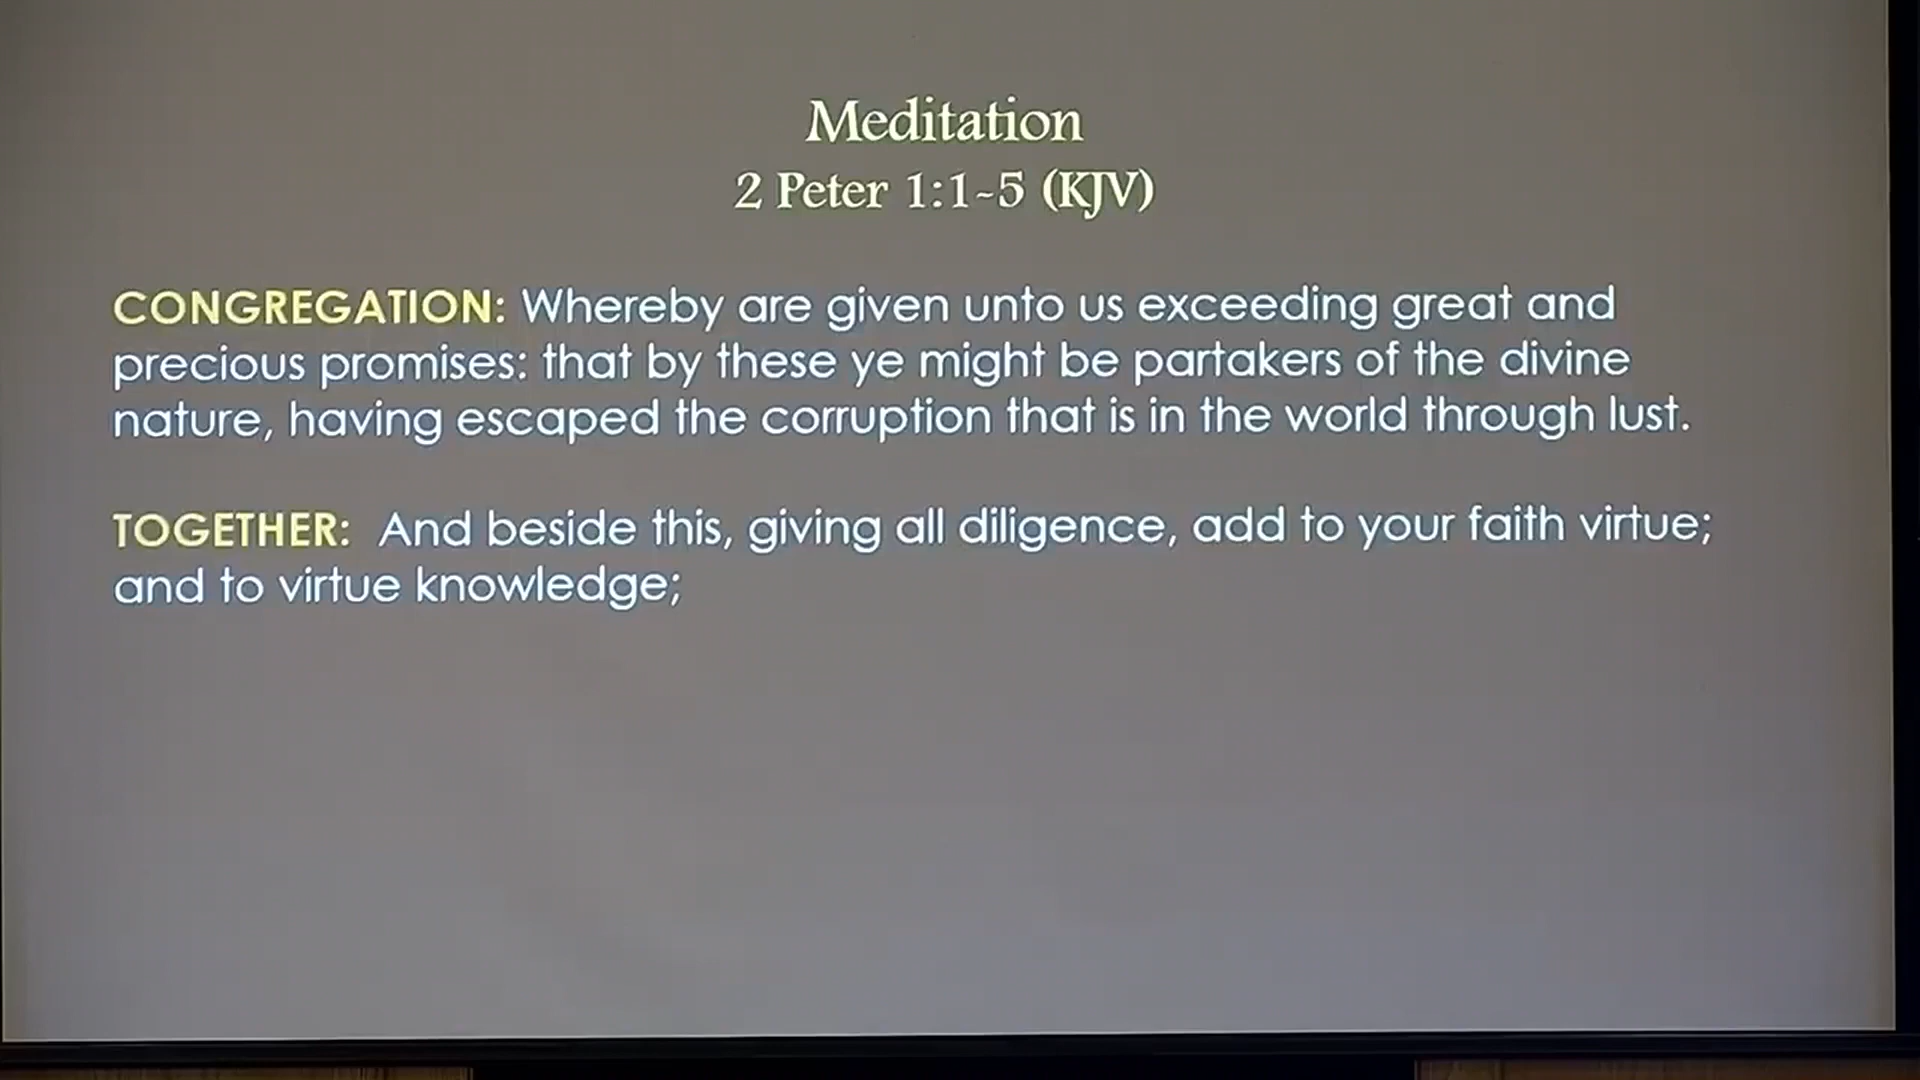 Meditation
2 Peter 1:1-5 (KJV)
CONGREGATION: Whereby are given unto us exceeding great and
precious promises: that by these ye might be partakers of the divine
nature, having escaped the corruption that is in the world through lust.
TOGETHER: And beside this, giving all diligence, add to your faith virtue;
and to virtue knowledge;